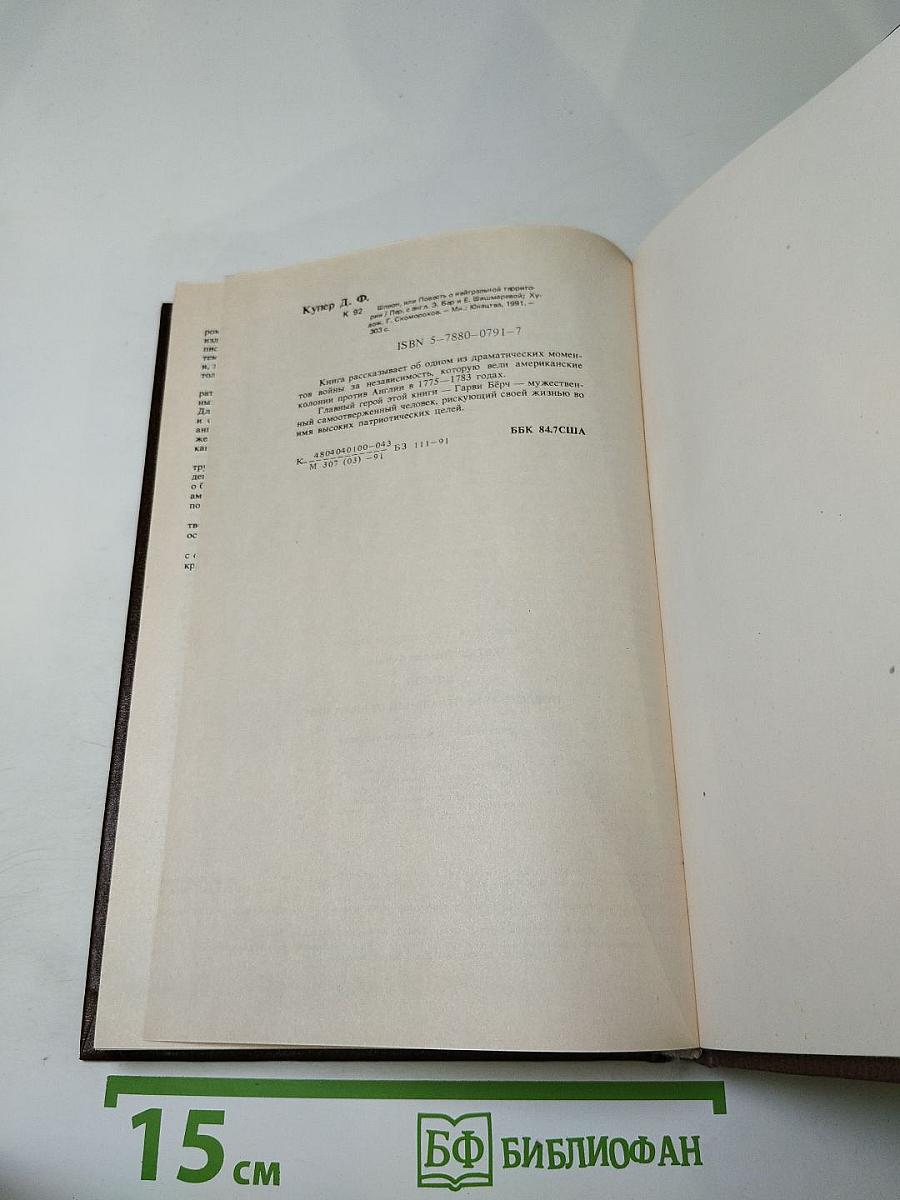 Купер Д. Ф.
К 92 Шпион, или Повесть о нейтральной террито-
рии / Пер. с англ. Э. Бер и Е. Шишмаревой; Ху-
дож. Г. Скоморохов. — Мн.: Юнацтва, 1991. —
303 с.
ISBN 5-7880-0791-7
Книга рассказывает об одном из драматических момен-
тов войны за независимость, которую вели американские
колонии против Англии в 1775—1783 годах.
Главный герой этой книги — Гарви Бёрч — мужествен-
ный самоотверженный человек, рискующий своей жизнью во
имя высоких патриотических целей.
ББК 84.7США
К 4804040100—043 БЗ 111—91
М 307 (03) —91
15 см
БФ БИБЛИОФАН